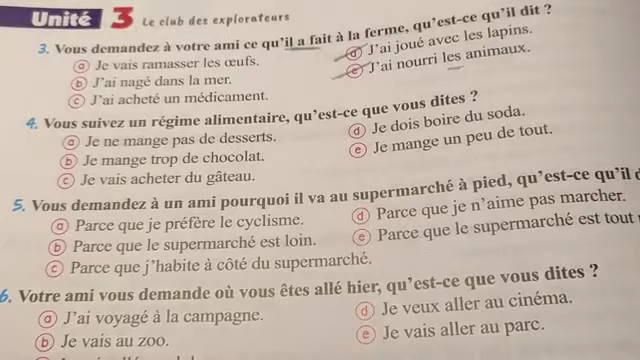 Unité 3 Le club des explorateurs
3. Vous demandez à votre ami ce qu'il a fait à la ferme, qu'est-ce qu'il dit ?
a Je vais ramasser les œufs.
d J'ai joué avec les lapins.
b J'ai nagé dans la mer.
e J'ai nourri les animaux.
c J'ai acheté un médicament.
4. Vous suivez un régime alimentaire, qu'est-ce que vous dites ?
a Je ne mange pas de desserts.
d Je dois boire du soda.
b Je mange trop de chocolat.
e Je mange un peu de tout.
c Je vais acheter du gâteau.
5. Vous demandez à un ami pourquoi il va au supermarché à pied, qu'est-ce qu'il
a Parce que je préfère le cyclisme.
d Parce que je n'aime pas marcher.
b Parce que le supermarché est loin.
e Parce que le supermarché est tout
c Parce que j'habite à côté du supermarché.
6. Votre ami vous demande où vous êtes allé hier, qu'est-ce que vous dites ?
a J'ai voyagé à la campagne.
d Je veux aller au cinéma.
b Je vais au zoo.
e Je vais aller au parc.